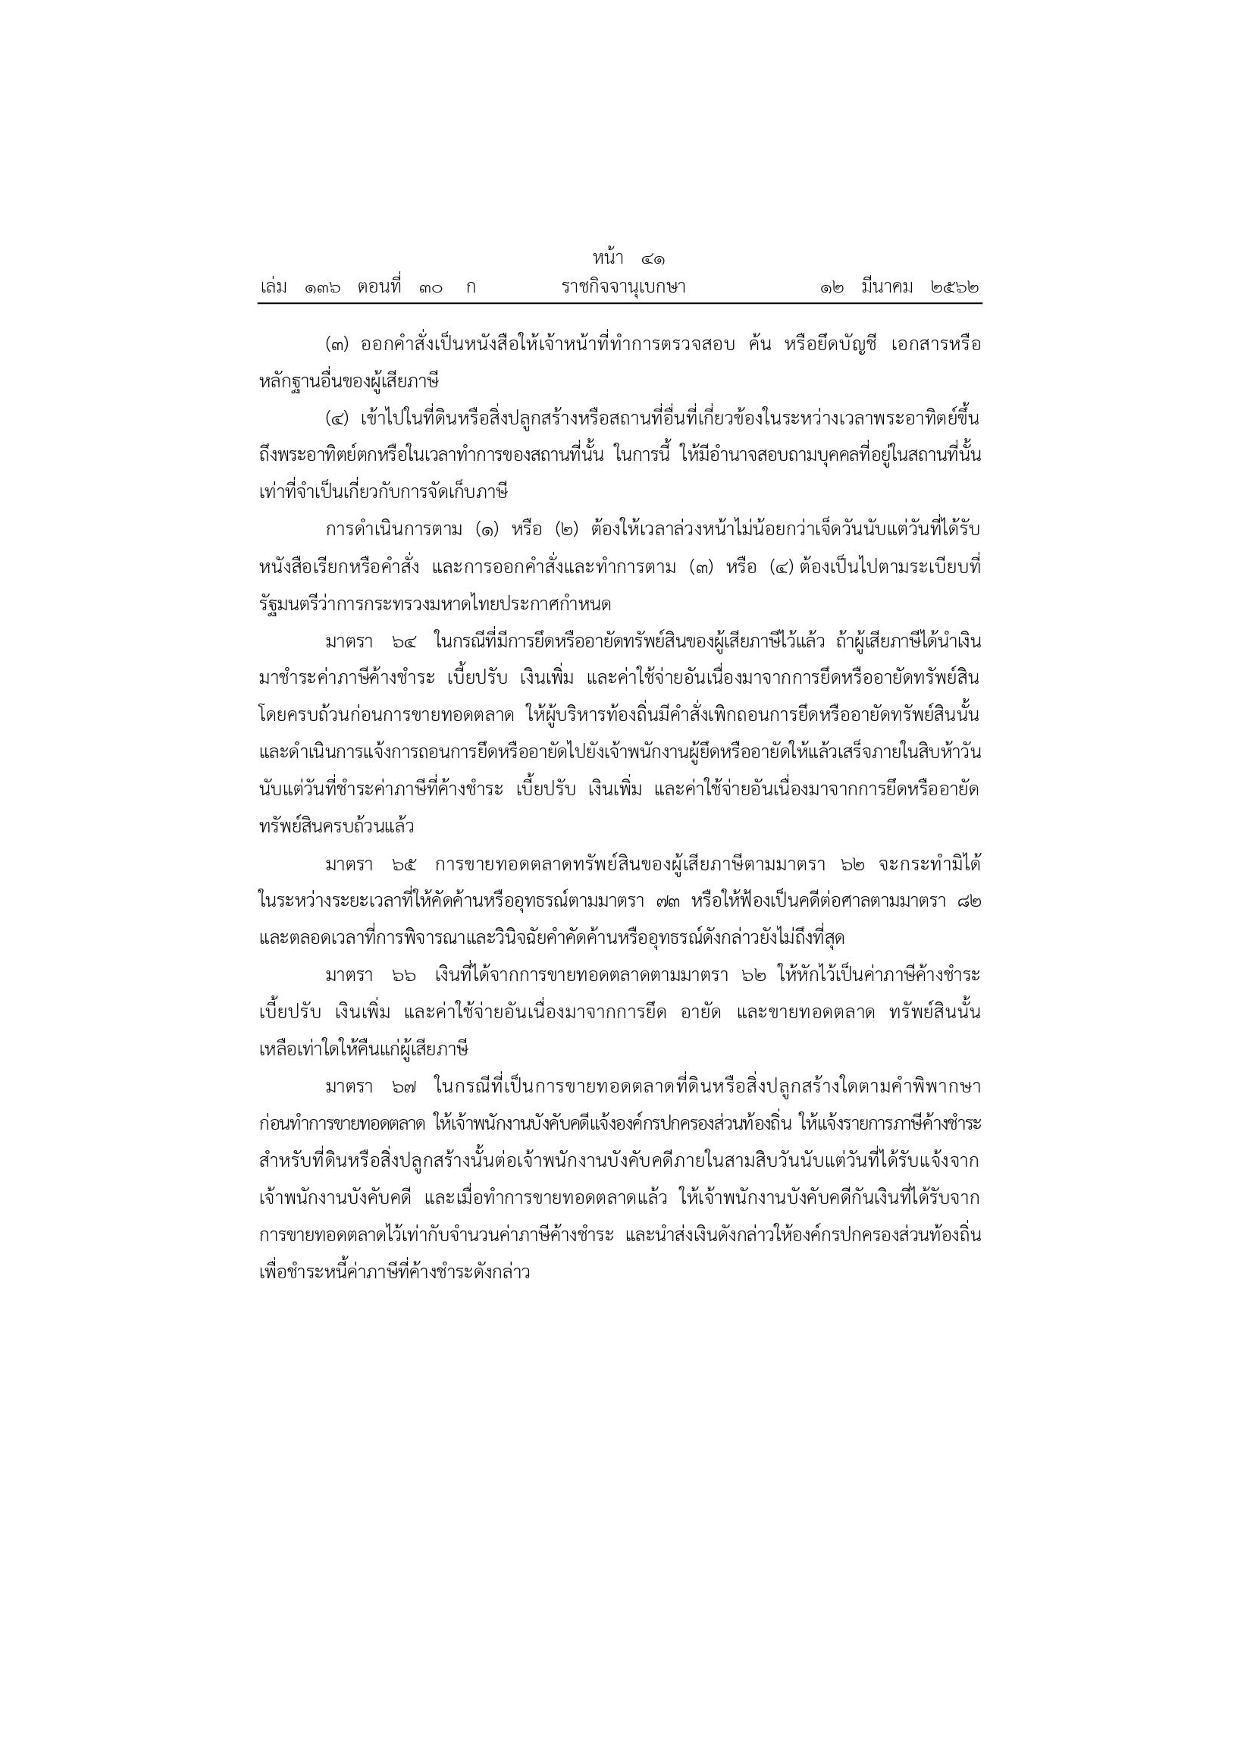 หน้า ๔๑
เล่ม ๑๓๖ ตอนที่ ๓๐ ก ราชกิจจานุเบกษา ๑๒ มีนาคม ๒๕๖๒
(๓) ออกคำสั่งเป็นหนังสือให้เจ้าหน้าที่ทำการตรวจสอบ ค้น หรือยึดบัญชี เอกสารหรือ
หลักฐานอื่นของผู้เสียภาษี
(๔) เข้าไปในที่ดินหรือสิ่งปลูกสร้างหรือสถานที่อื่นที่เกี่ยวข้องในระหว่างเวลาพระอาทิตย์ขึ้น
ถึงพระอาทิตย์ตกหรือในเวลาทำการของสถานที่นั้น ในการนี้ ให้มีอำนาจสอบถามบุคคลที่อยู่ในสถานที่นั้น
เท่าที่จำเป็นเกี่ยวกับการจัดเก็บภาษี
การดำเนินการตาม (๑) หรือ (๒) ต้องให้เวลาล่วงหน้าไม่น้อยกว่าเจ็ดวันนับแต่วันที่ได้รับ
หนังสือเรียกหรือคำสั่ง และการออกคำสั่งและทำการตาม (๓) หรือ (๔) ต้องเป็นไปตามระเบียบที่
รัฐมนตรีว่าการกระทรวงมหาดไทยประกาศกำหนด
มาตรา ๖๔ ในกรณีที่มีการยึดหรืออายัดทรัพย์สินของผู้เสียภาษีไว้แล้ว ถ้าผู้เสียภาษีได้นำเงิน
มาชำระค่าภาษีค้างชำระ เบี้ยปรับ เงินเพิ่ม และค่าใช้จ่ายอันเนื่องมาจากการยึดหรืออายัดทรัพย์สิน
โดยครบถ้วนก่อนการขายทอดตลาด ให้ผู้บริหารท้องถิ่นมีคำสั่งเพิกถอนการยึดหรืออายัดทรัพย์สินนั้น
และดำเนินการแจ้งการถอนการยึดหรืออายัดไปยังเจ้าพนักงานผู้ยึดหรืออายัดให้แล้วเสร็จภายในสิบห้าวัน
นับแต่วันที่ชำระค่าภาษีที่ค้างชำระ เบี้ยปรับ เงินเพิ่ม และค่าใช้จ่ายอันเนื่องมาจากการยึดหรืออายัด
ทรัพย์สินครบถ้วนแล้ว
มาตรา ๖๕ การขายทอดตลาดทรัพย์สินของผู้เสียภาษีตามมาตรา ๖๒ จะกระทำมิได้
ในระหว่างระยะเวลาที่ให้คัดค้านหรืออุทธรณ์ตามมาตรา ๗๓ หรือให้ฟ้องเป็นคดีต่อศาลตามมาตรา ๘๒
และตลอดเวลาที่การพิจารณาและวินิจฉัยคำคัดค้านหรืออุทธรณ์ดังกล่าวยังไม่ถึงที่สุด
มาตรา ๖๖ เงินที่ได้จากการขายทอดตลาดตามมาตรา ๖๒ ให้หักไว้เป็นค่าภาษีค้างชำระ
เบี้ยปรับ เงินเพิ่ม และค่าใช้จ่ายอันเนื่องมาจากการยึด อายัด และขายทอดตลาด ทรัพย์สินนั้น
เหลือเท่าใดให้คืนแก่ผู้เสียภาษี
มาตรา ๖๗ ในกรณีที่เป็นการขายทอดตลาดที่ดินหรือสิ่งปลูกสร้างใดตามคำพิพากษา
ก่อนทำการขายทอดตลาด ให้เจ้าพนักงานบังคับคดีแจ้งองค์กรปกครองส่วนท้องถิ่น ให้แจ้งรายการภาษีค้างชำระ
สำหรับที่ดินหรือสิ่งปลูกสร้างนั้นต่อเจ้าพนักงานบังคับคดีภายในสามสิบวันนับแต่วันที่ได้รับแจ้งจาก
เจ้าพนักงานบังคับคดี และเมื่อทำการขายทอดตลาดแล้ว ให้เจ้าพนักงานบังคับคดีกันเงินที่ได้รับจาก
การขายทอดตลาดไว้เท่ากับจำนวนค่าภาษีค้างชำระ และนำส่งเงินดังกล่าวให้องค์กรปกครองส่วนท้องถิ่น
เพื่อชำระหนี้ค่าภาษีที่ค้างชำระดังกล่าว